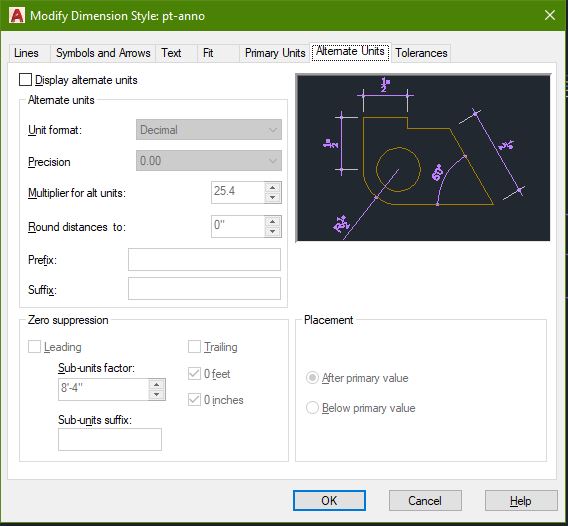 Modify Dimension Style: pt-anno
Lines Symbols and Arrows Text Fit Primary Units Alternate Units Tolerances
Display alternate units
Alternate units
Unit format: Decimal
Precision 0.00
Multiplier for alt units: 25.4
Round distances to: 0"
Prefix:
Suffix:
Zero suppression
Leading
Trailing
Sub-units factor:
8'-4"
0 feet
0 inches
Sub-units suffix:
Placement
After primary value
Below primary value
60°
OK Cancel Help